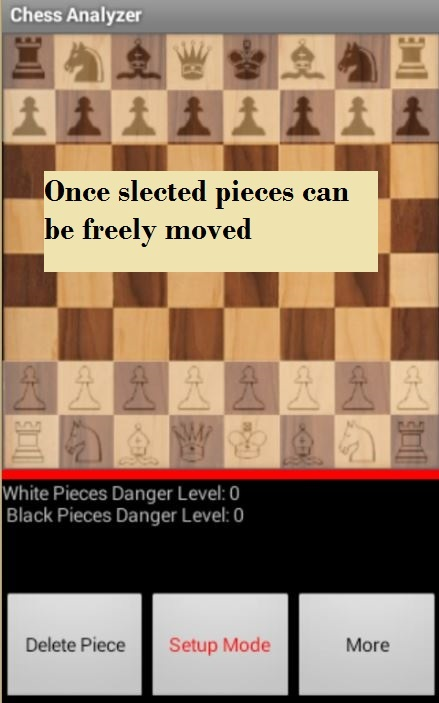 Chess Analyzer
Once slected pieces can
be freely moved
White Pieces Danger Level: 0
Black Pieces Danger Level: 0
Delete Piece
Setup Mode
More